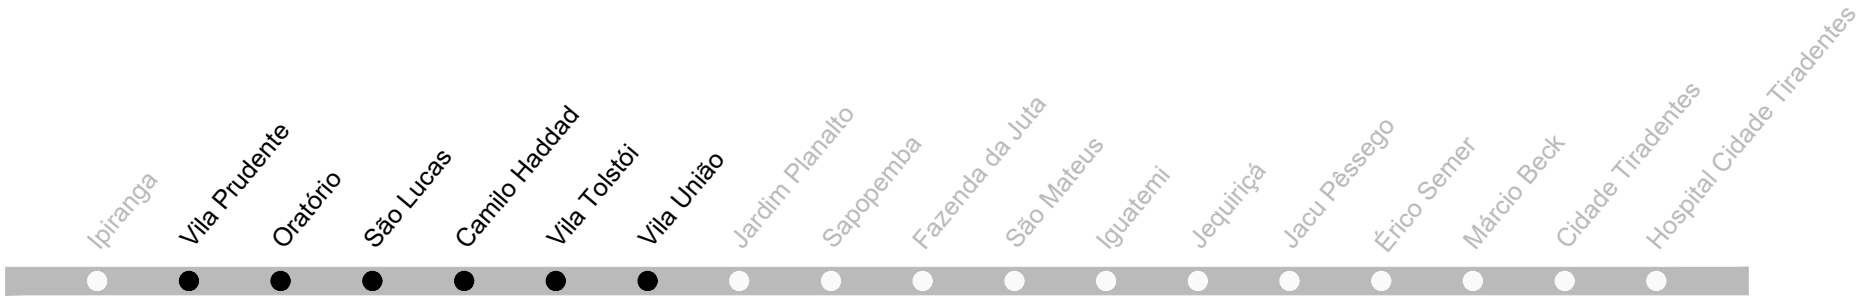 Ipiranga
Vila Prudente
Oratório
São Lucas
Camilo Haddad
Vila Tolstói
Vila União
Jardim Planalto
Sapopemba
Fazenda da Juta
São Mateus
Iguatemi
Jequiriçá
Jacu Pêssego
Érico Semer
Márcio Beck
Cidade Tiradentes
Hospital Cidade Tiradentes